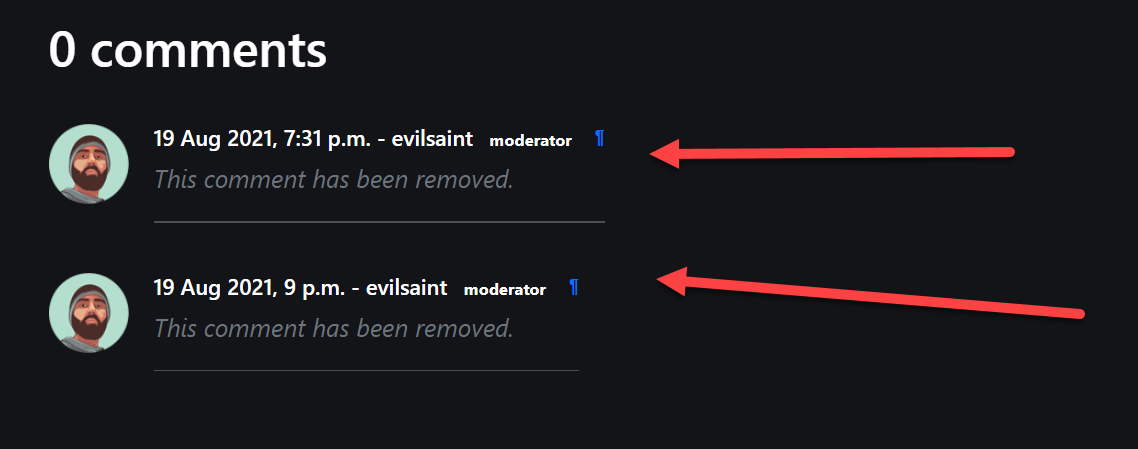 0 comments
19 Aug 2021, 7:31 p.m. - evilsaint moderator ¶
This comment has been removed.
19 Aug 2021, 9 p.m. - evilsaint moderator ¶
This comment has been removed.